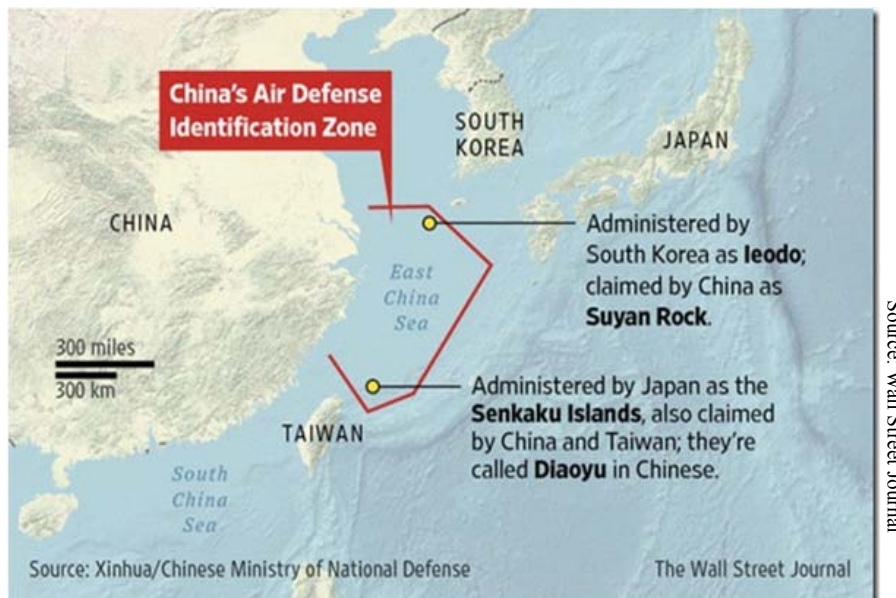 China's Air Defense
Identification Zone
SOUTH
KOREA
JAPAN
CHINA
Administered by
South Korea as Ieodo;
claimed by China as
Suyan Rock.
East
China
Sea
300 miles
300 km
Administered by Japan as the
Senkaku Islands, also claimed
by China and Taiwan; they're
called Diaoyu in Chinese.
TAIWAN
South
China
Sea
Source: Xinhua/Chinese Ministry of National Defense
The Wall Street Journal
Source: Wall Street Journal